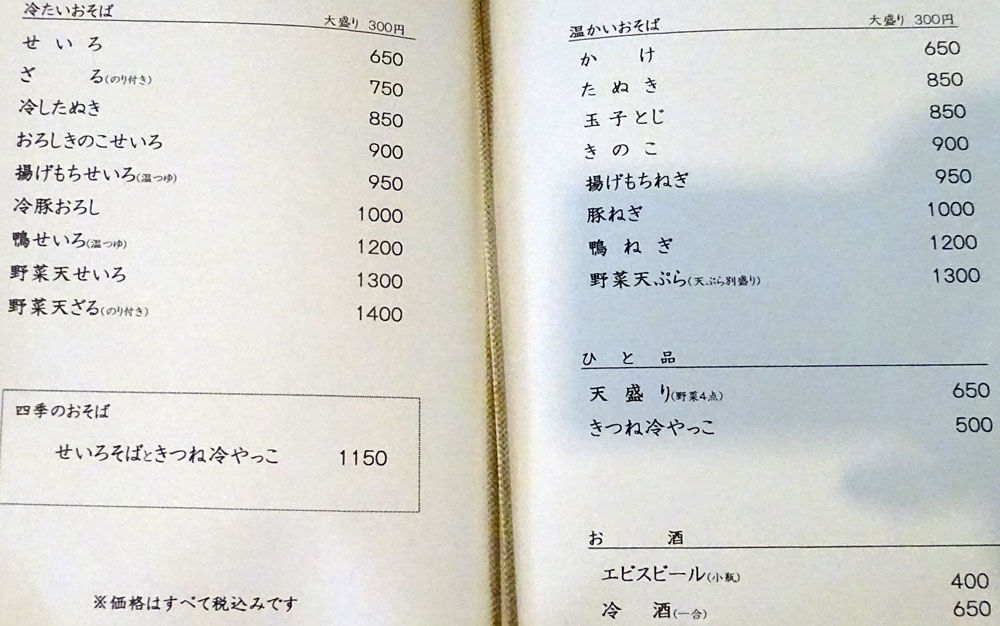 冷たいおそば 大盛り 300円
せいろ 650
ざる(のり付き) 750
冷したぬき 850
おろしきのこせいろ 900
揚げもちせいろ(温つゆ) 950
冷豚おろし 1000
鴨せいろ(温つゆ) 1200
野菜天せいろ 1300
野菜天ざる(のり付き) 1400
四季のおそば
せいろそばときつね冷やっこ 1150
※価格はすべて税込みです
温かいおそば 大盛り 300円
かけ 650
たぬき 850
玉子とじ 850
きのこ 900
揚げもちねぎ 950
豚ねぎ 1000
鴨ねぎ 1200
野菜天ぷら(天ぷら別盛り) 1300
ひと品
天盛り(野菜4点) 650
きつね冷やっこ 500
お酒
エビスビール(小瓶) 400
冷酒(一合) 650